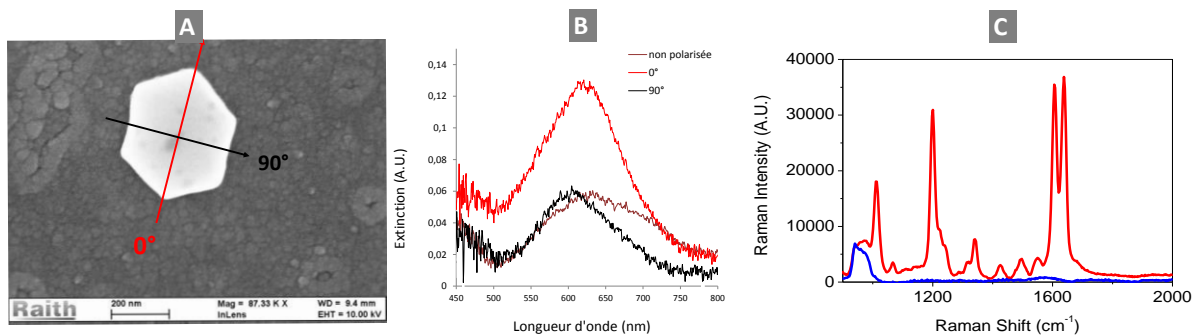 A
90°
0°
Raith
200 nm
Mag = 87.33 K X
WD = 9.4 mm
InLens
EHT = 10.00 kV
B
non polarisée
0°
90°
0,14
0,12
0,1
0,08
0,06
0,04
0,02
0
450 500 550 600 650 700 750 800
Extinction (A.U.)
Longueur d'onde (nm)
C
40000
30000
20000
10000
0
1200 1600 2000
Raman Intensity (A.U.)
Raman Shift (cm⁻¹)